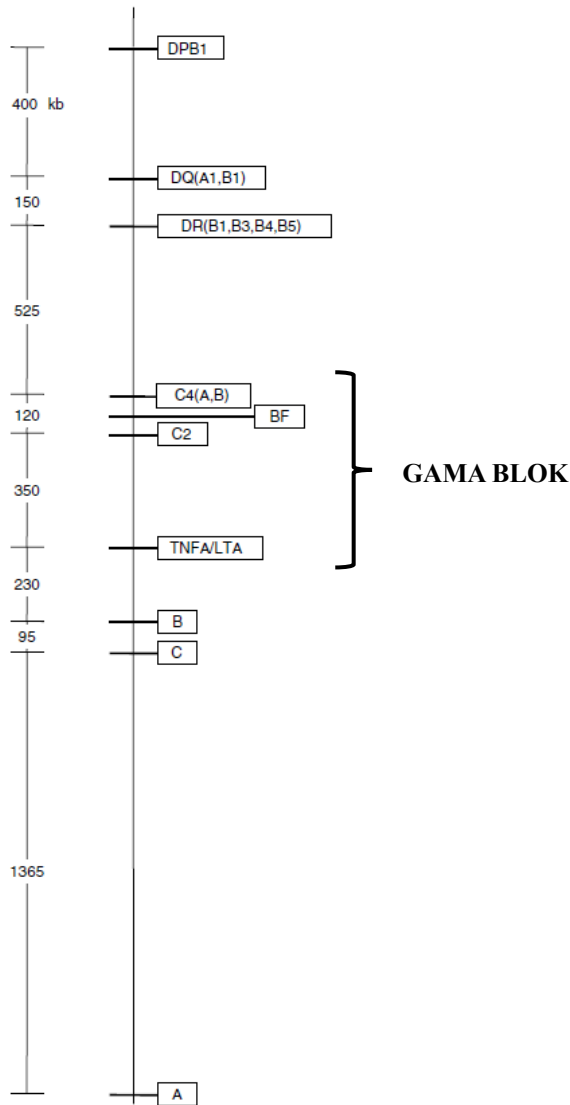 DPB1
400 kb
DQ(A1,B1)
150
DR(B1,B3,B4,B5)
525
C4(A,B)
120
BF
C2
350
GAMA BLOK
TNFA/LTA
230
B
95
C
1365
A